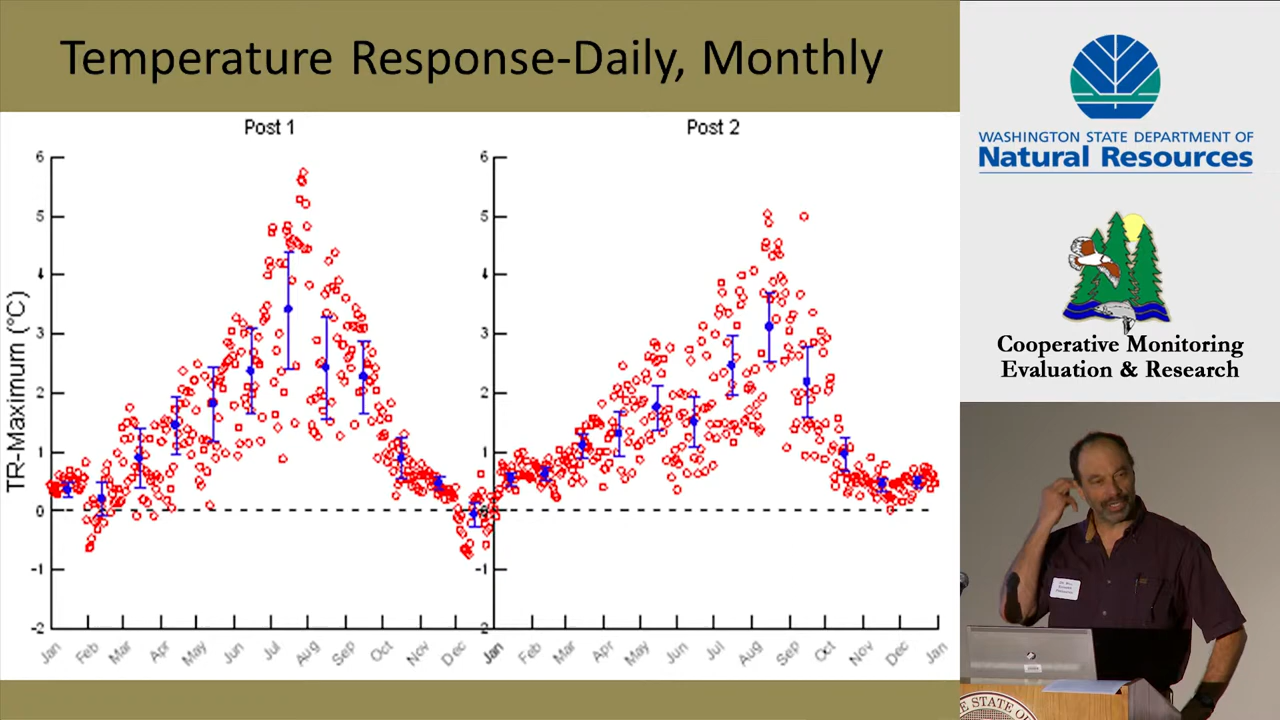 Temperature Response-Daily, Monthly
Post 1
Post 2
TR-Maximum (°C)
6
5
4
3
2
1
0
-1
-2
6
5
4
3
2
1
0
-1
-2
Jan Feb Mar Apr May Jun Jul Aug Sep Oct Nov Dec Jan Feb Mar Apr May Jun Jul Aug Sep Oct Nov Dec Jan
WASHINGTON STATE DEPARTMENT OF
Natural Resources
Cooperative Monitoring
Evaluation & Research
THE STATE OF